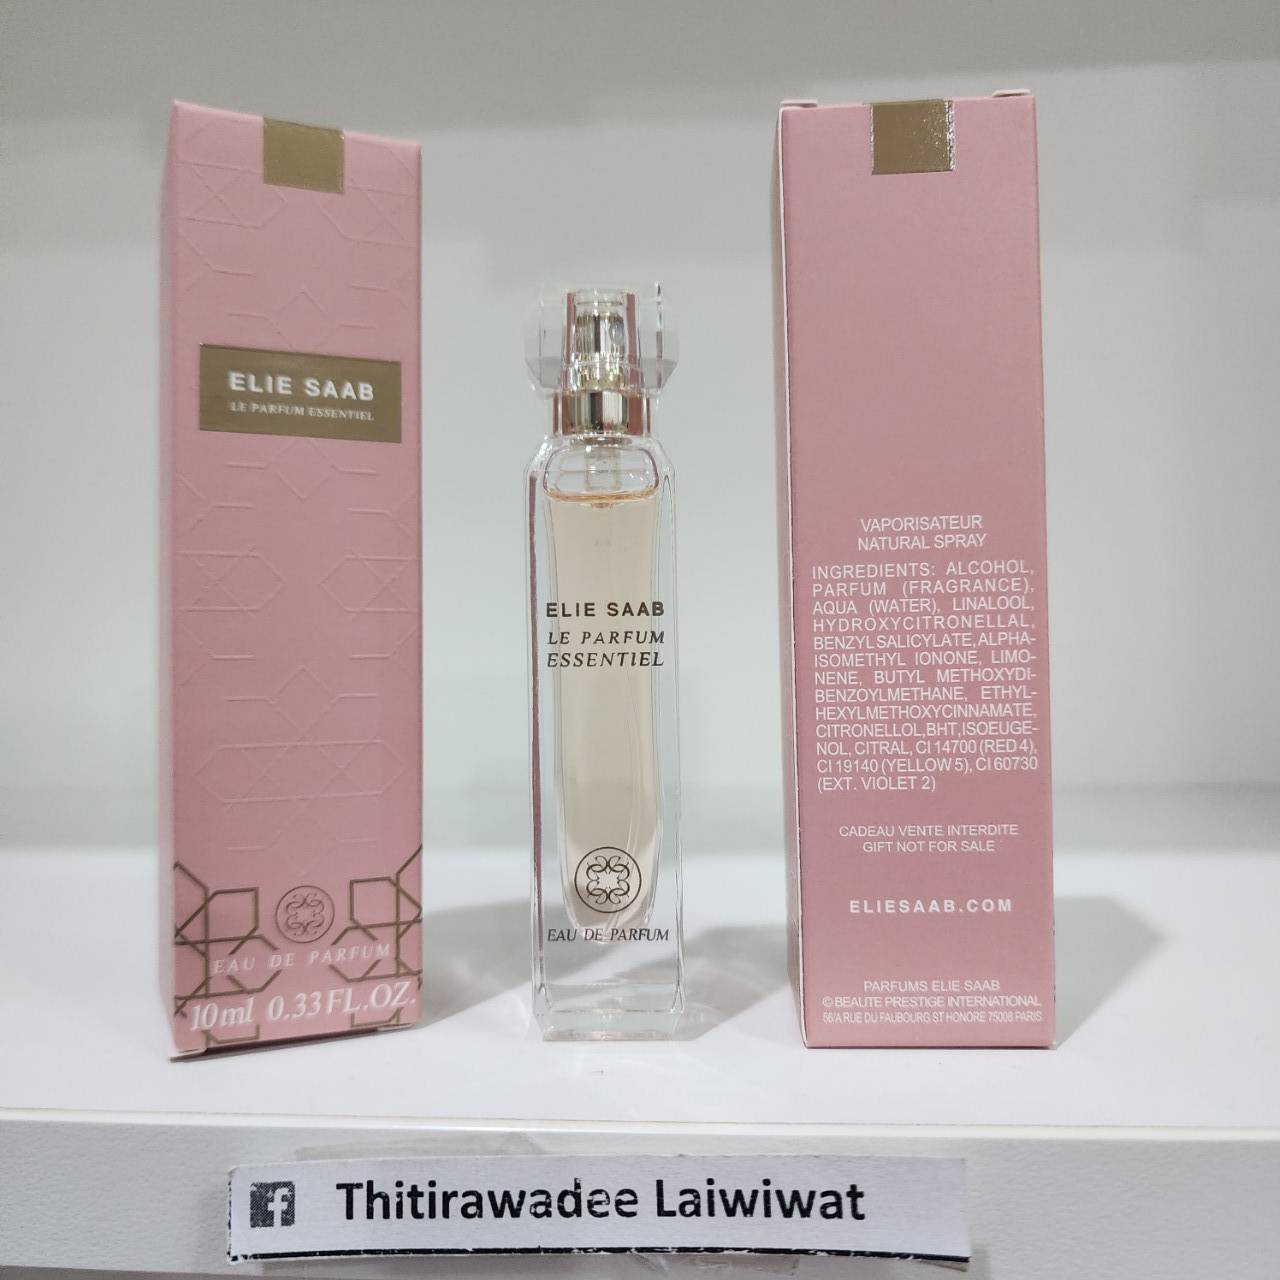 ELIE SAAB
LE PARFUM ESSENTIEL
EAU DE PARFUM
10ml 0.33 FL.OZ.
ELIE SAAB
LE PARFUM
ESSENTIEL
EAU DE PARFUM
VAPORISATEUR
NATURAL SPRAY
INGREDIENTS: ALCOHOL,
PARFUM (FRAGRANCE),
AQUA (WATER), LINALOOL,
HYDROXYCITRONELLAL,
BENZYL SALICYLATE, ALPHA-
ISOMETHYL IONONE, LIMO-
NENE, BUTYL METHOXYDI-
BENZOYLMETHANE, ETHYL-
HEXYLMETHOXYCINNAMATE,
CITRONELLOL, BHT, ISOEUGE-
NOL, CITRAL, CI 14700 (RED 4),
CI 19140 (YELLOW 5), CI 60730
(EXT. VIOLET 2)
CADEAU VENTE INTERDITE
GIFT NOT FOR SALE
ELIESAAB.COM
PARFUMS ELIE SAAB
© BEAUTE PRESTIGE INTERNATIONAL
56/A RUE DU FAUBOURG ST HONORE 75008 PARIS
f Thitirawadee Laiwiwat